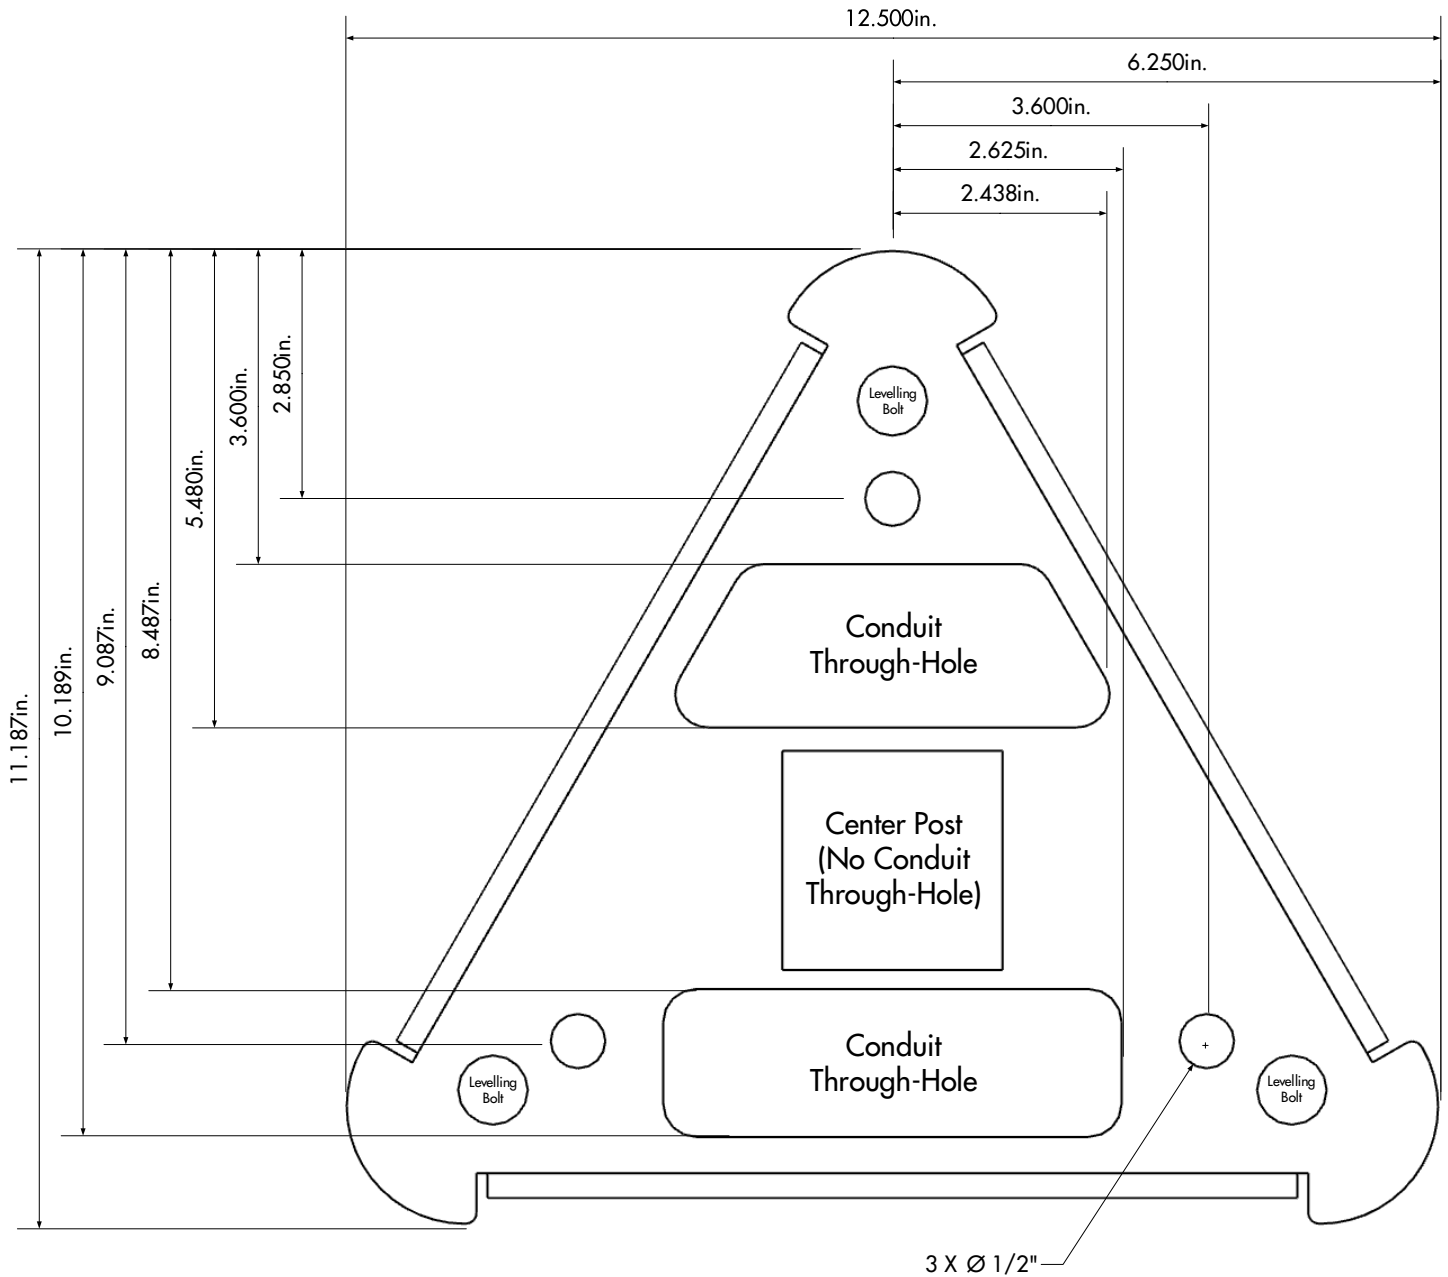 12.500in.
6.250in.
3.600in.
2.625in.
2.438in.
2.850in.
3.600in.
5.480in.
8.487in.
9.087in.
10.189in.
11.187in.
Levelling
Bolt
Conduit
Through-Hole
Center Post
(No Conduit
Through-Hole)
Conduit
Through-Hole
Levelling
Bolt
Levelling
Bolt
3 X Ø 1/2"